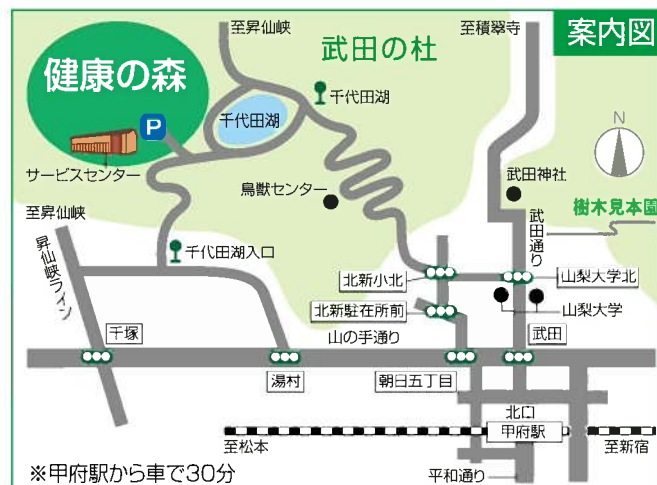 至昇仙峡
至積翠寺
案内図
武田の杜
健康の森
千代田湖
千代田湖
P
N
サービスセンター
鳥獣センター
武田神社
樹木見本園
至昇仙峡
武田通り
昇仙峡ライン
千代田湖入口
北新小北
山梨大学北
北新駐在所前
山梨大学
千塚
山の手通り
武田
湯村
朝日五丁目
北口
甲府駅
至松本
至新宿
※甲府駅から車で30分
平和通り